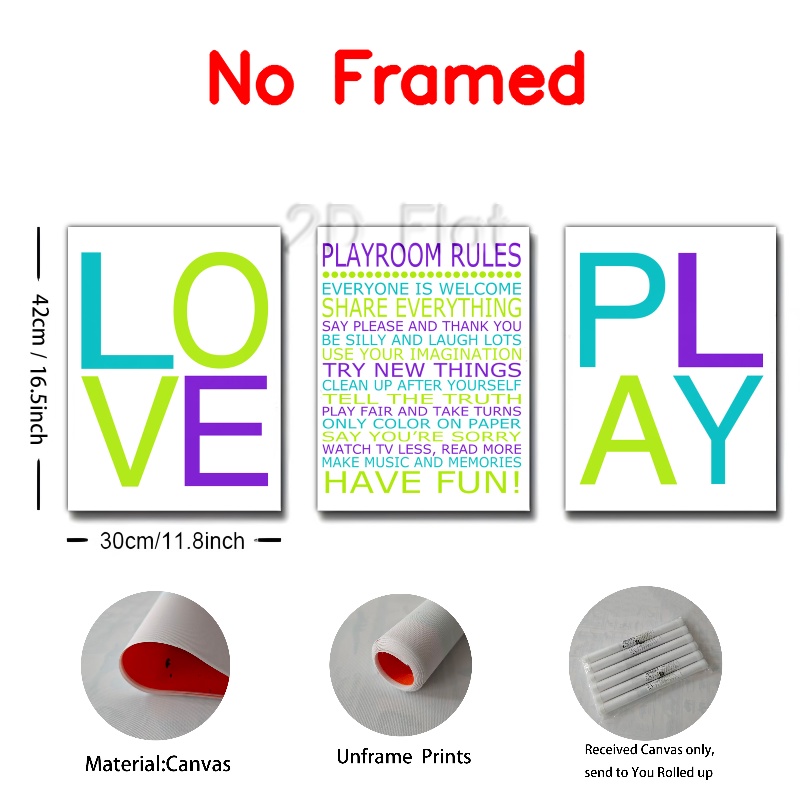 No Framed
2D Flat
42cm / 16.5inch
LO
VE
PLAYROOM RULES
EVERYONE IS WELCOME
SHARE EVERYTHING
SAY PLEASE AND THANK YOU
BE SILLY AND LAUGH LOTS
USE YOUR IMAGINATION
TRY NEW THINGS
CLEAN UP AFTER YOURSELF
TELL THE TRUTH
PLAY FAIR AND TAKE TURNS
ONLY COLOR ON PAPER
SAY YOU'RE SORRY
WATCH TV LESS, READ MORE
MAKE MUSIC AND MEMORIES
HAVE FUN!
PL
AY
30cm/11.8inch
Material:Canvas
Unframe Prints
Received Canvas only,
send to You Rolled up